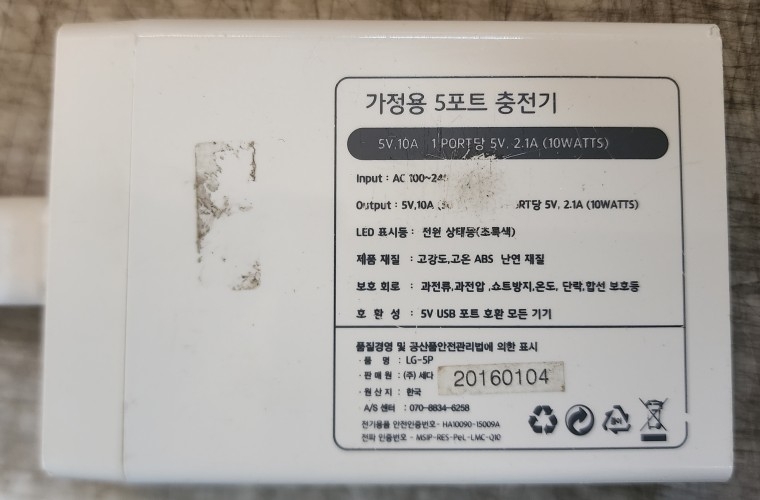 가정용 5포트 충전기
5V,10A 1 PORT당 5V, 2.1A (10WATTS)
Input : AC 100~24
Output : 5V,10A RT당 5V, 2.1A (10WATTS)
LED 표시등 : 전원 상태등(초록색)
제품 재질 : 고강도,고온 ABS 난연 재질
보호 회로 : 과전류,과전압 ,쇼트방지,온도, 단락,합선 보호등
호 환 성 : 5V USB 포트 호환 모든 기기
품질경영 및 공산품안전관리법에 의한 표시
· 품 명 : LG-5P
· 판 매 원 : (주) 세다
20160104
· 원 산 지 : 한국
A/S 센터 : 070-8834-6258
전기용품 안전인증번호 - HA10090-15009A
전파 인증번호 - MSIP-RES-PeL-LMC-Q10